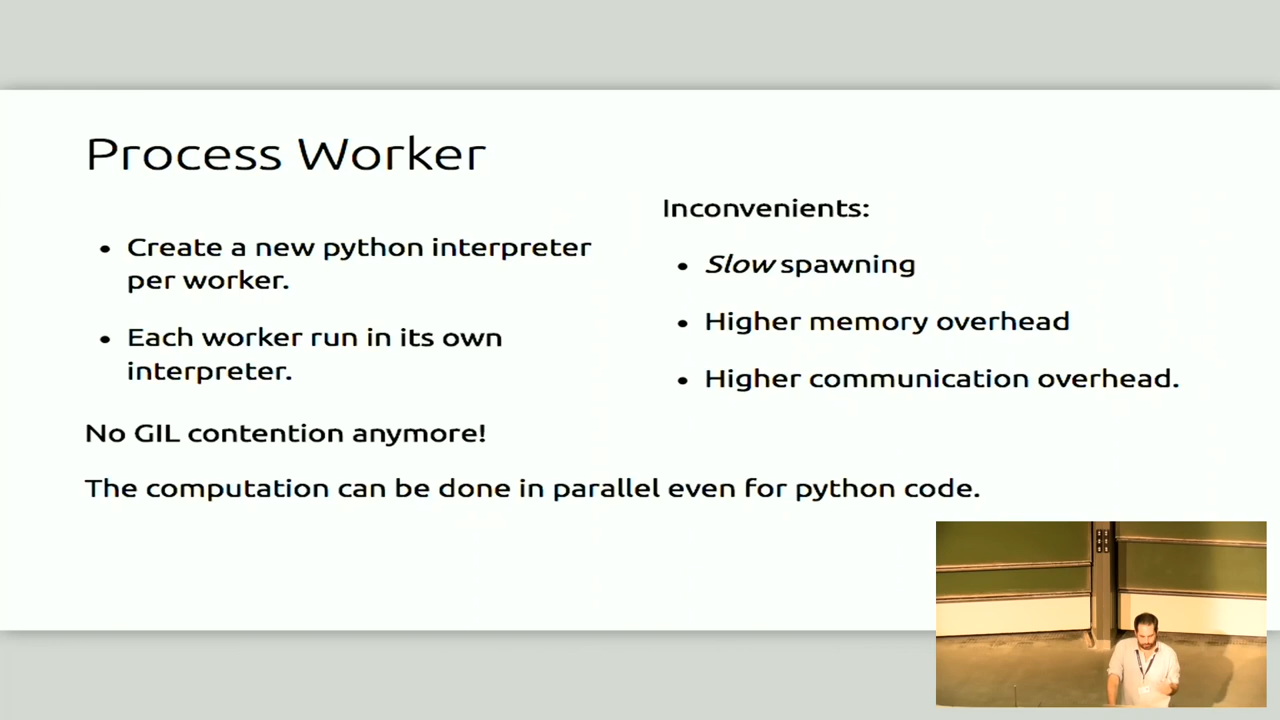 Process Worker
• Create a new python interpreter
per worker.
• Each worker run in its own
interpreter.
No GIL contention anymore!
The computation can be done in parallel even for python code.
Inconvenients:
• Slow spawning
• Higher memory overhead
• Higher communication overhead.